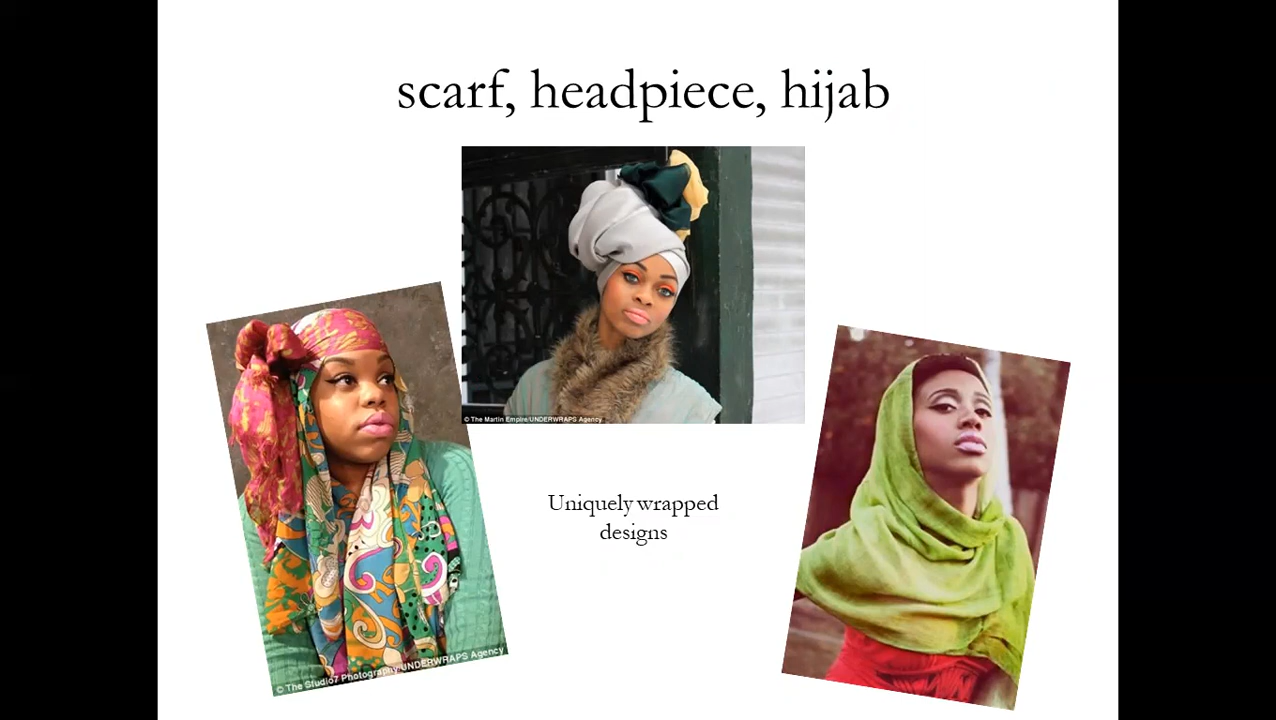 scarf, headpiece, hijab
© The Martin Empire/UNDERWRAPS Agency
Uniquely wrapped
designs
© The Studio7 Photography/UNDERWRAPS Agency